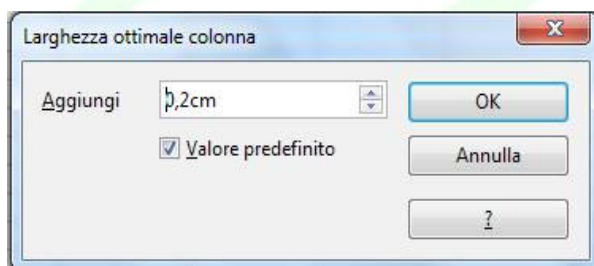 Larghezza ottimale colonna
Aggiungi
0,2cm
OK
Valore predefinito
Annulla
?